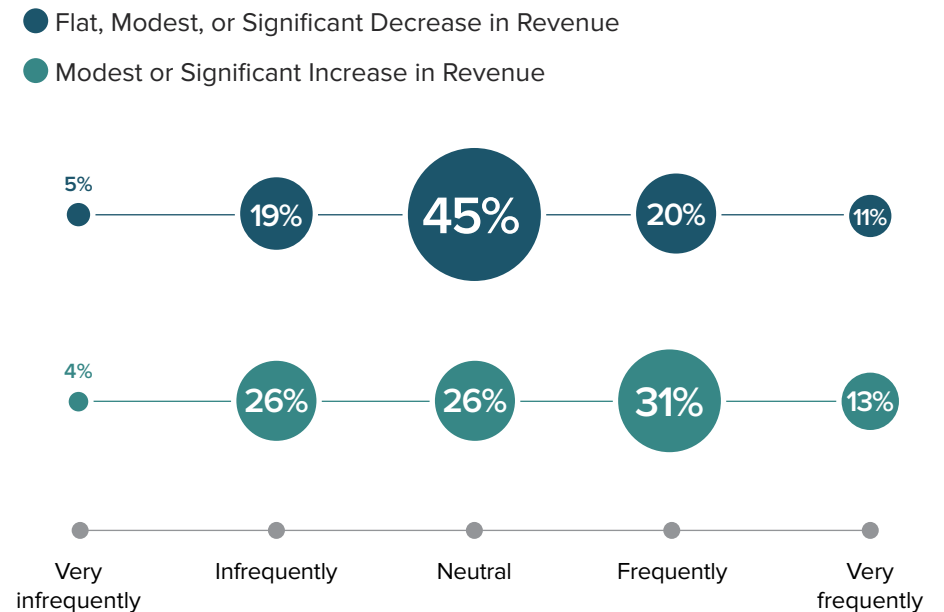 Flat, Modest, or Significant Decrease in Revenue
Modest or Significant Increase in Revenue
5%
19%
45%
20%
11%
4%
26%
26%
31%
13%
Very
infrequently
Infrequently
Neutral
Frequently
Very
frequently